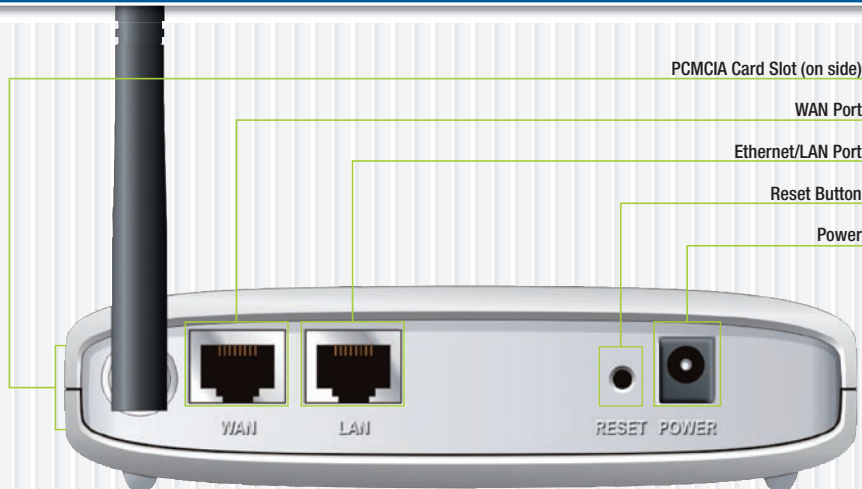 PCMCIA Card Slot (on side)
WAN Port
Ethernet/LAN Port
Reset Button
Power
WAN LAN RESET POWER